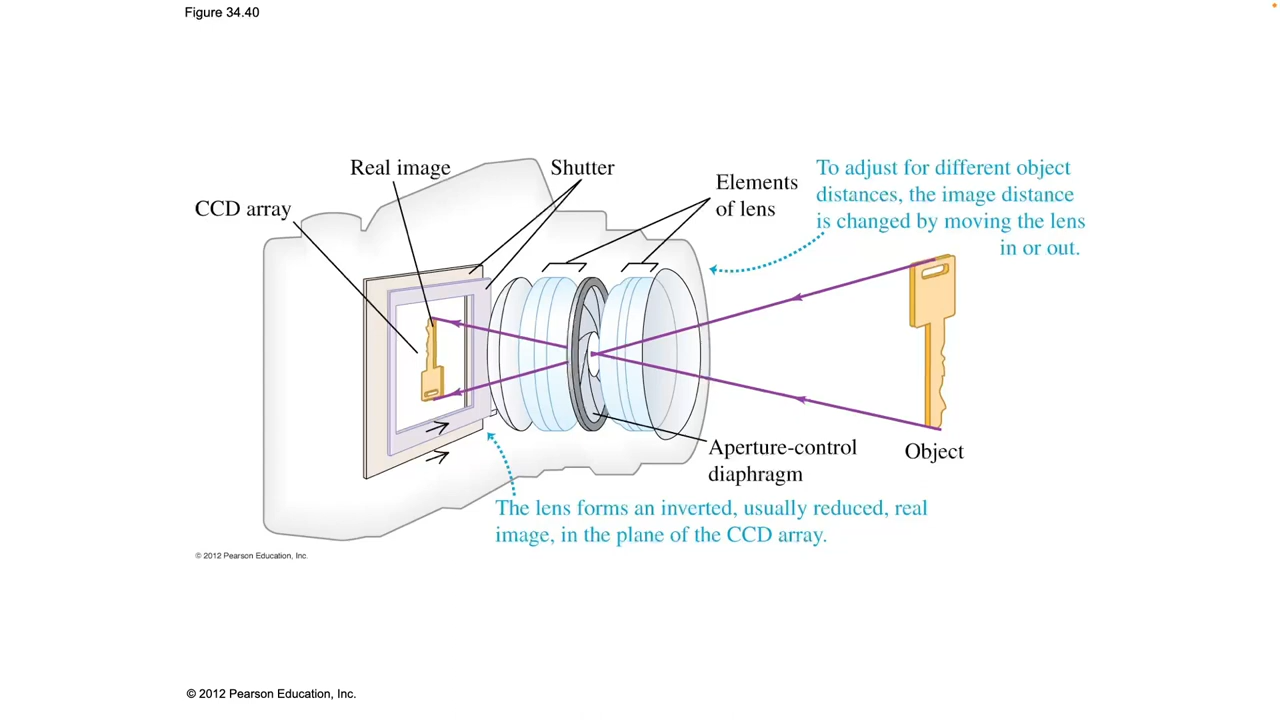 Figure 34.40
Real image
Shutter
CCD array
Elements
of lens
To adjust for different object
distances, the image distance
is changed by moving the lens
in or out.
Aperture-control
diaphragm
Object
The lens forms an inverted, usually reduced, real
image, in the plane of the CCD array.
© 2012 Pearson Education, Inc.
© 2012 Pearson Education, Inc.